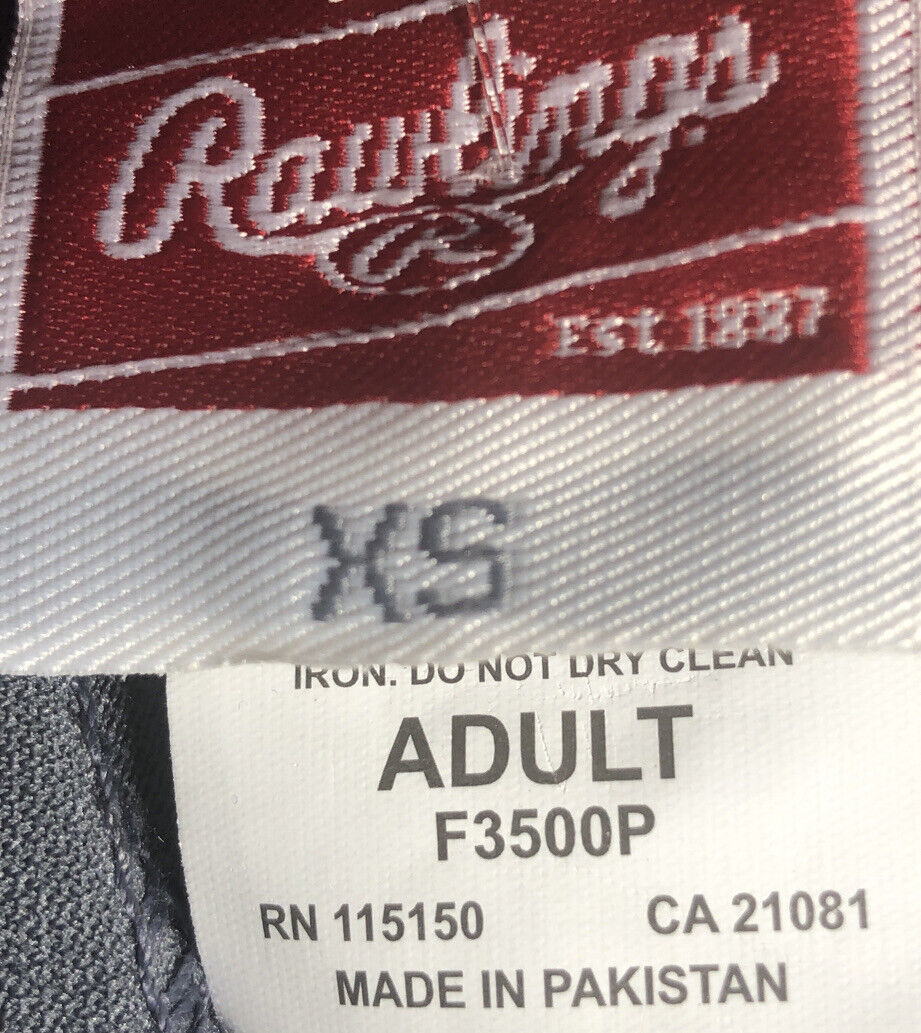 Rawlings
R
Est. 1887
XS
IRON. DO NOT DRY CLEAN
ADULT
F3500P
RN 115150 CA 21081
MADE IN PAKISTAN